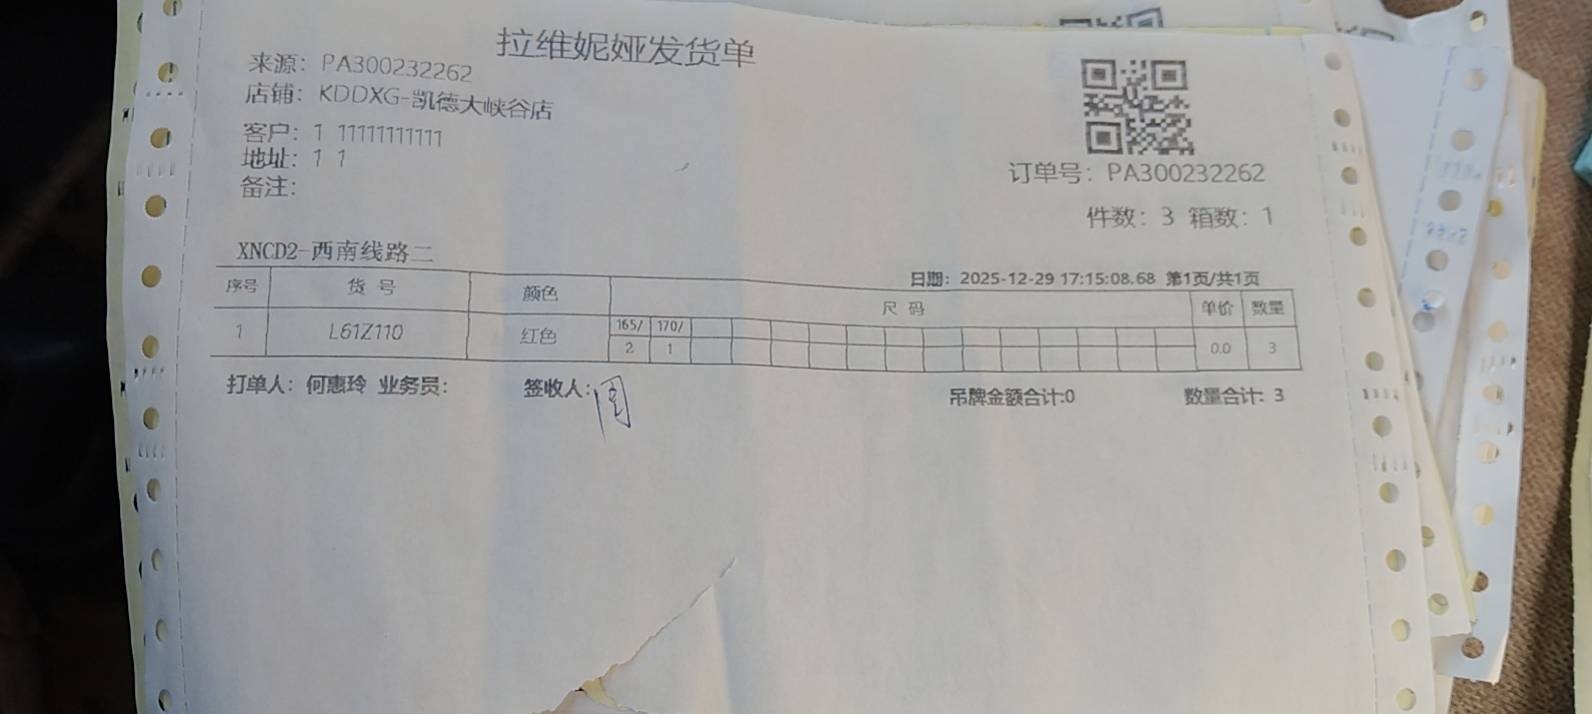 拉维妮娅发货单
来源：PA300232262
店铺：KDDXG-凯德大峡谷店
客户：1 11111111111
地址：1 1
备注：
订单号：PA300232262
件数：3 箱数：1
XNCD2-西南线路二
日期：2025-12-29 17:15:08.68 第1页/共1页
序号 货号 颜色 尺码 单价 数量
165/ 170/
1 L61Z110 红色 2 1 0.0 3
打单人：何惠玲 业务员： 签收人： 周 吊牌金额合计:0 数量合计：3